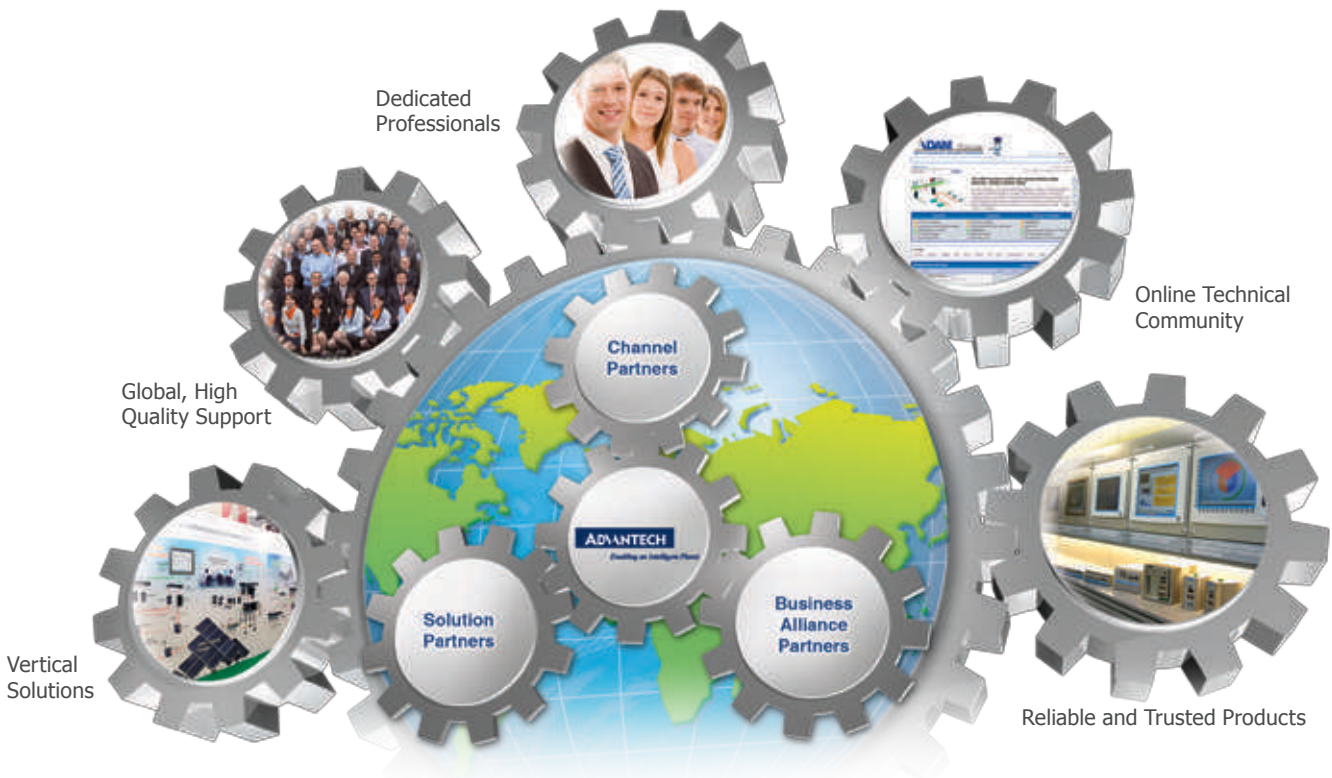 Dedicated
Professionals
ADAM
Online Technical
Community
Global, High
Quality Support
Channel
Partners
ADVANTECH
Enabling an Intelligent Planet
Solution
Partners
Business
Alliance
Partners
Vertical
Solutions
Reliable and Trusted Products